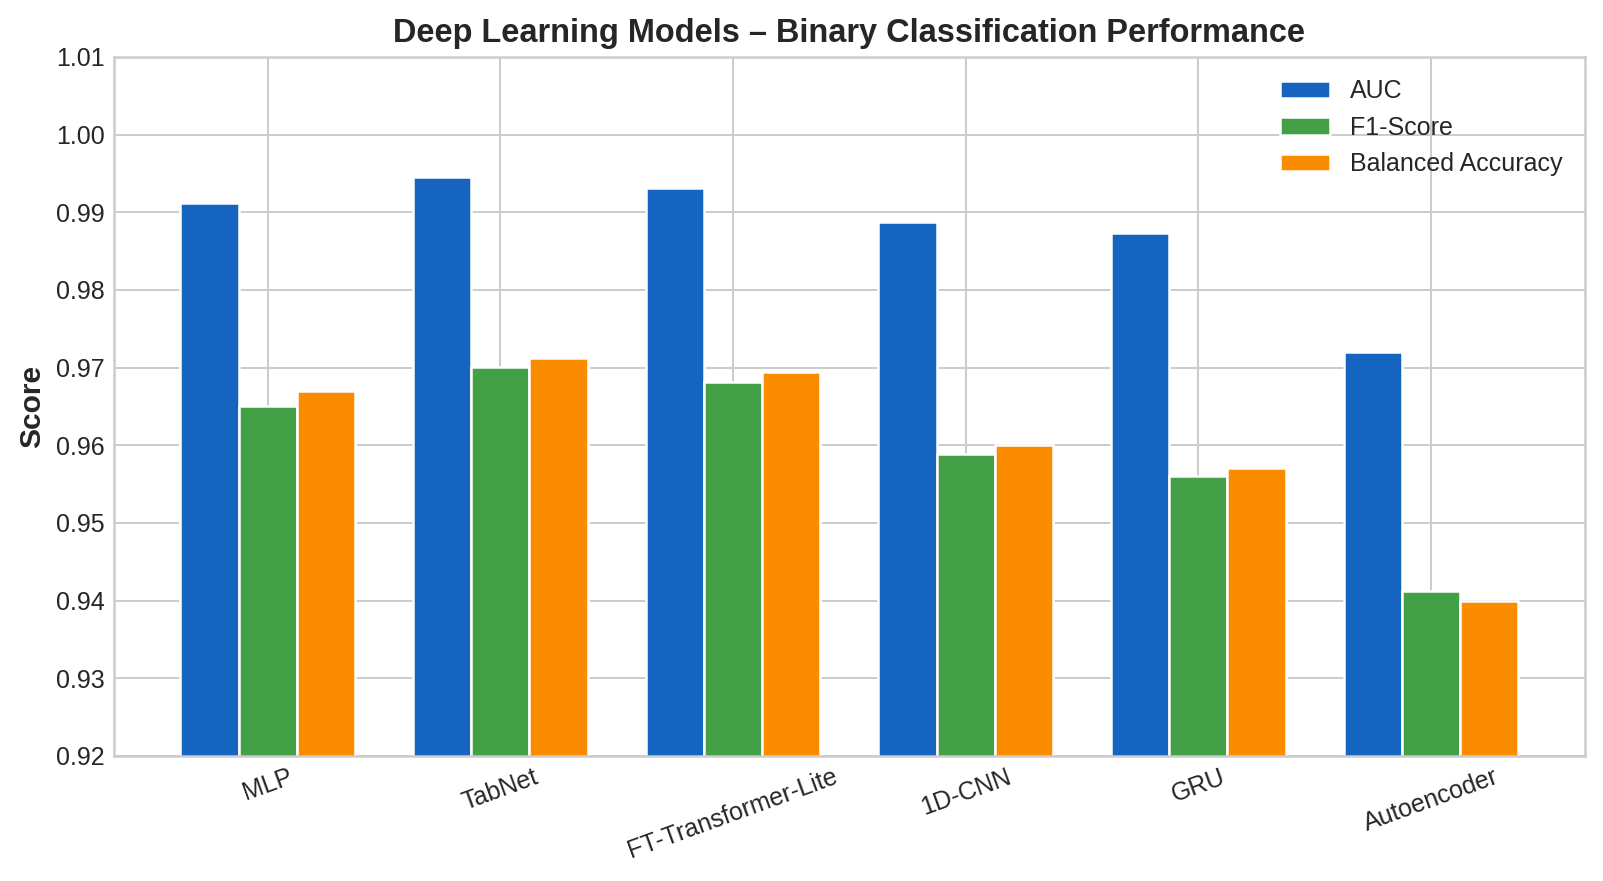 Deep Learning Models – Binary Classification Performance
1.01
1.00
0.99
0.98
0.97
0.96
0.95
0.94
0.93
0.92
Score
AUC
F1-Score
Balanced Accuracy
MLP
TabNet
FT-Transformer-Lite
1D-CNN
GRU
Autoencoder